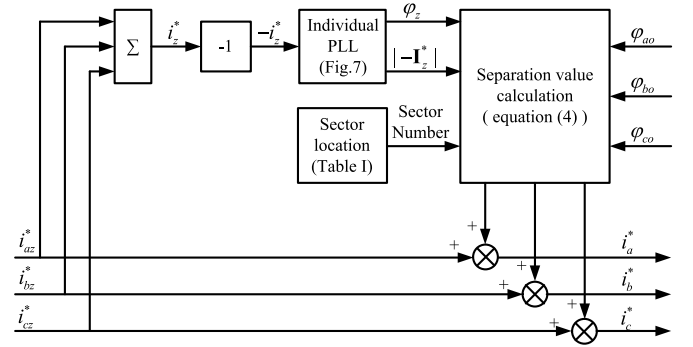 Σ
i*z
-1
−i*z
Individual
PLL
(Fig.7)
φz
|−I*z|
Sector
location
(Table I)
Sector
Number
Separation value
calculation
( equation (4) )
φao
φbo
φco
i*az
+
+
i*a
i*bz
+
+
i*b
i*cz
+
+
i*c